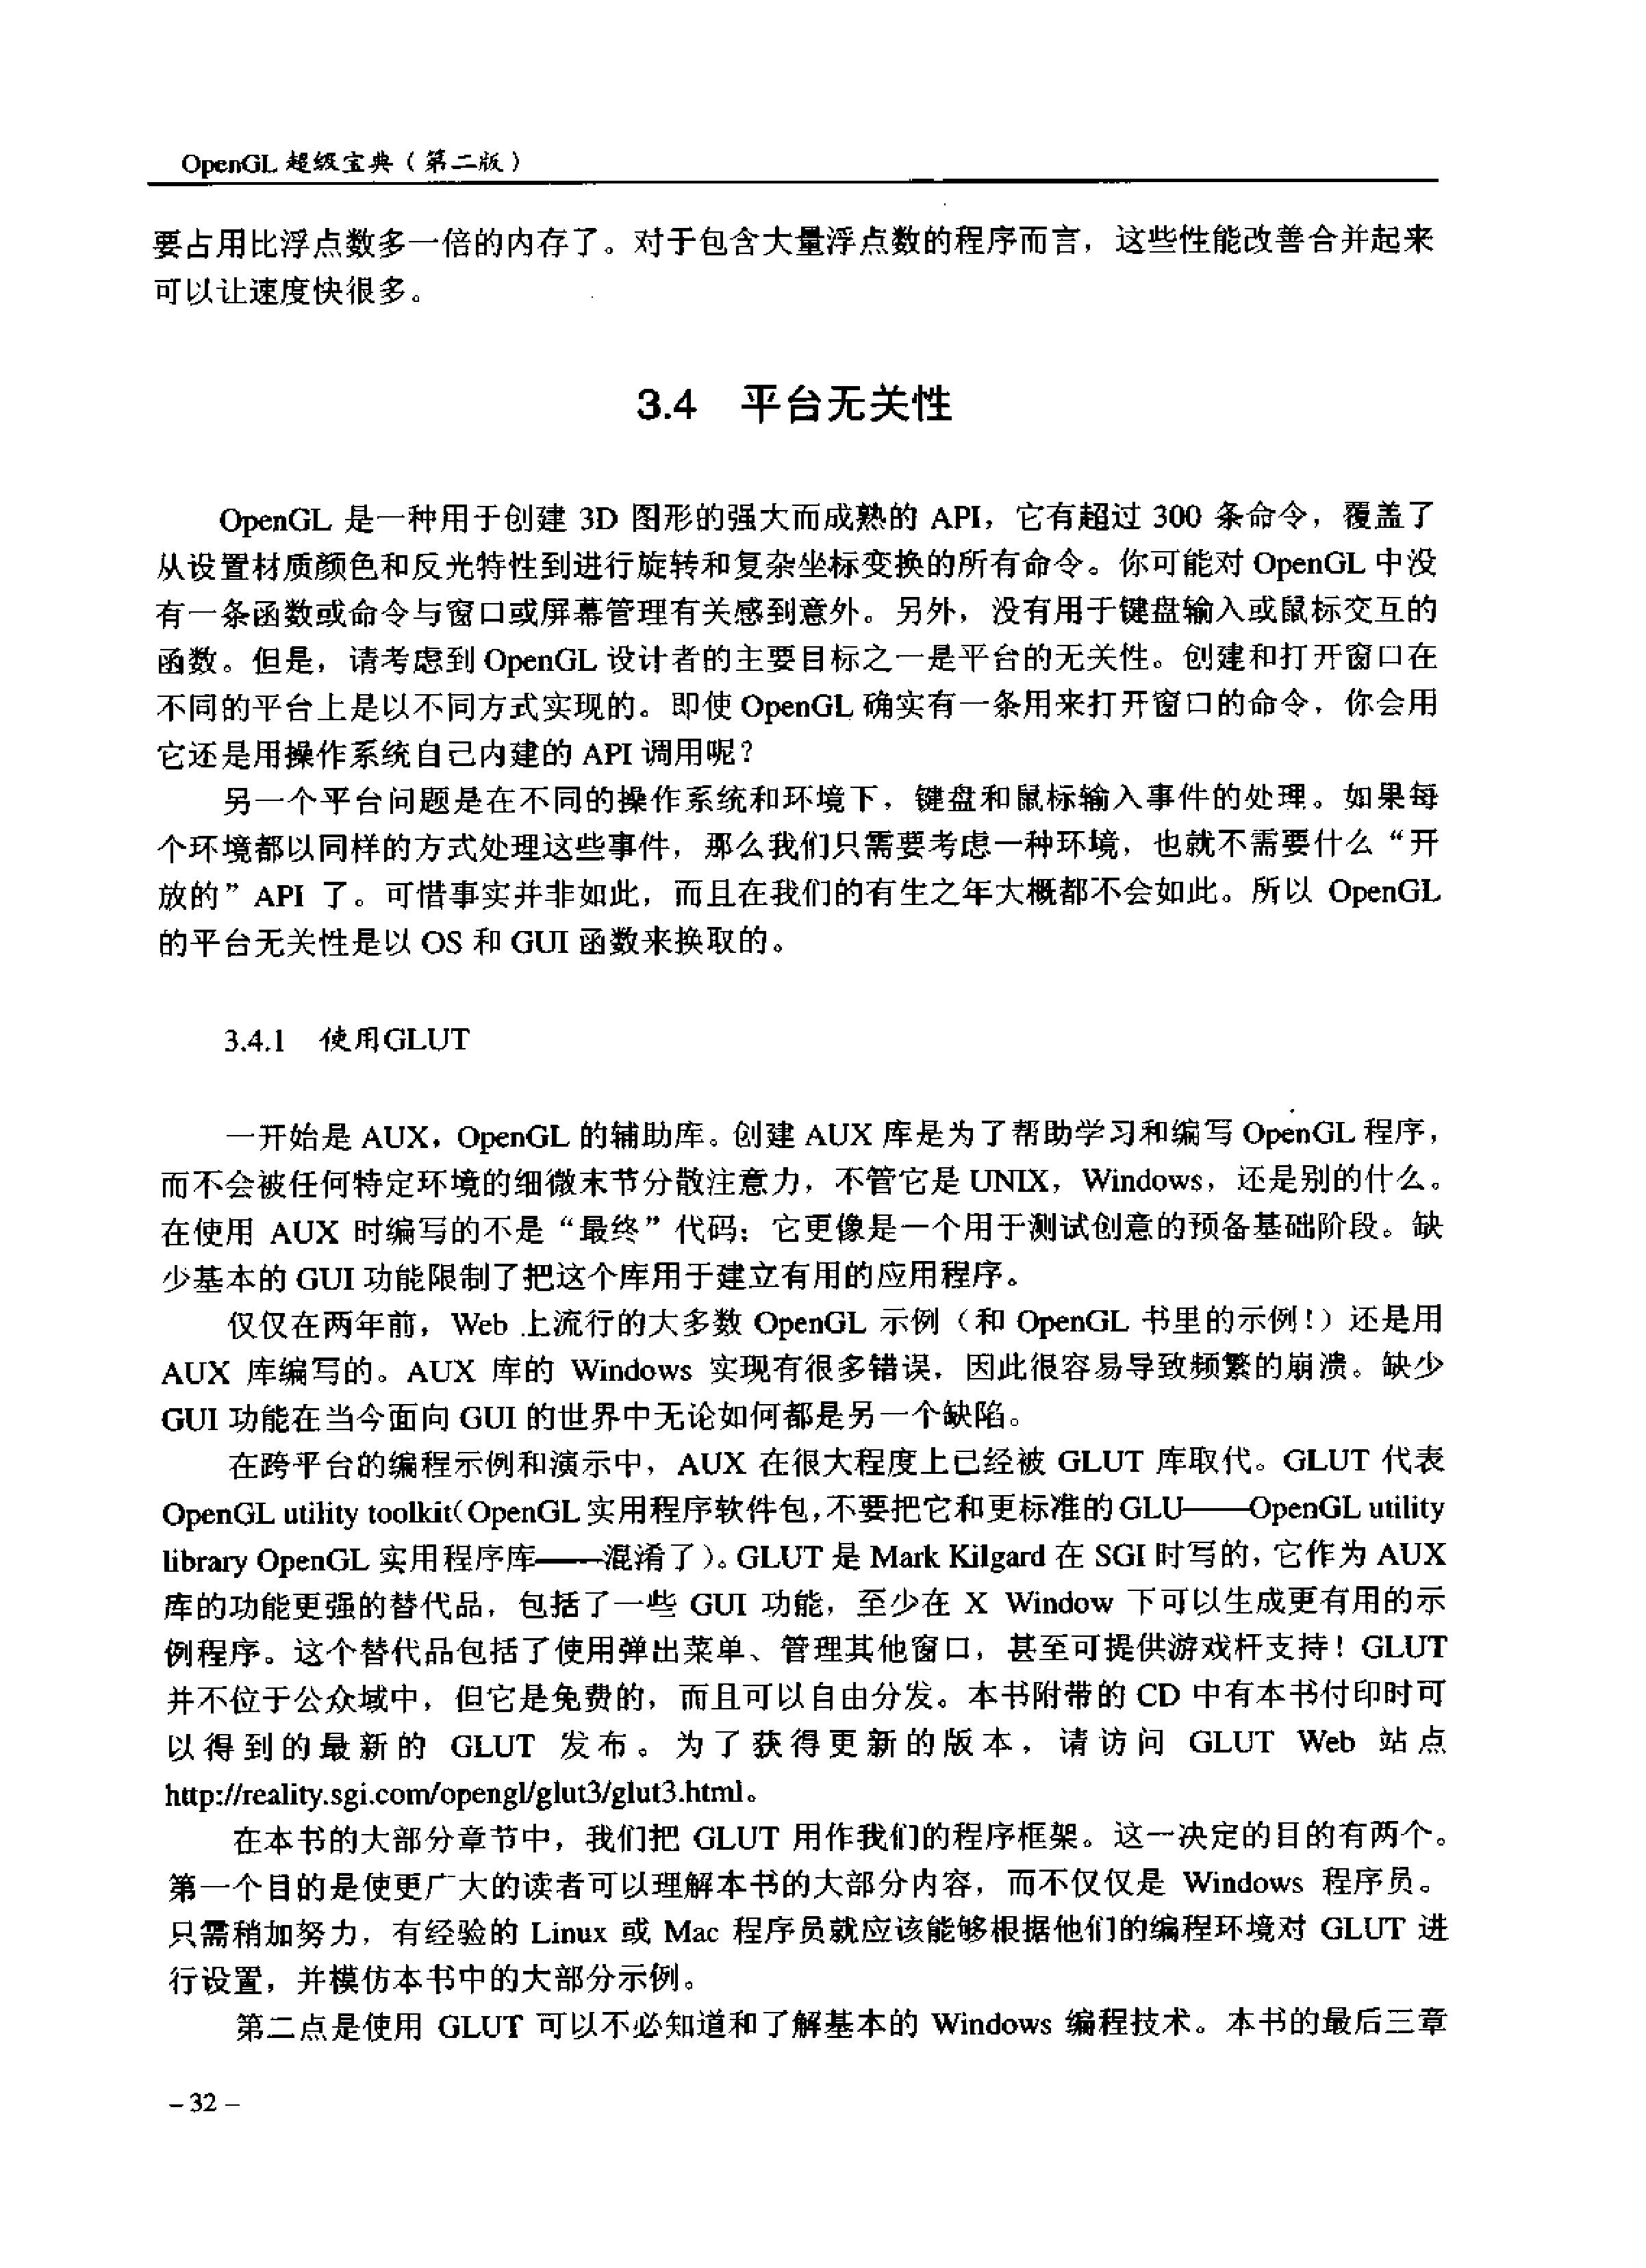 OpenGL 超级宝典（第二版）
要占用比浮点数多一倍的内存了。对于包含大量浮点数的程序而言，这些性能改善合并起来
可以让速度快很多。
3.4 平台无关性
OpenGL 是一种用于创建 3D 图形的强大而成熟的 API，它有超过 300 条命令，覆盖了
从设置材质颜色和反光特性到进行旋转和复杂坐标变换的所有命令。你可能对 OpenGL 中没
有一条函数或命令与窗口或屏幕管理有关感到意外。另外，没有用于键盘输入或鼠标交互的
函数。但是，请考虑到 OpenGL 设计者的主要目标之一是平台的无关性。创建和打开窗口在
不同的平台上是以不同方式实现的。即使 OpenGL 确实有一条用来打开窗口的命令，你会用
它还是用操作系统自己内建的 API 调用呢？
另一个平台问题是在不同的操作系统和环境下，键盘和鼠标输入事件的处理。如果每
个环境都以同样的方式处理这些事件，那么我们只需要考虑一种环境，也就不需要什么“开
放的”API 了。可惜事实并非如此，而且在我们的有生之年大概都不会如此。所以 OpenGL
的平台无关性是以 OS 和 GUI 函数来换取的。
3.4.1 使用GLUT
一开始是 AUX，OpenGL 的辅助库。创建 AUX 库是为了帮助学习和编写 OpenGL 程序，
而不会被任何特定环境的细微末节分散注意力，不管它是 UNIX，Windows，还是别的什么。
在使用 AUX 时编写的不是“最终”代码；它更像是一个用于测试创意的预备基础阶段。缺
少基本的 GUI 功能限制了把这个库用于建立有用的应用程序。
仅仅在两年前，Web 上流行的大多数 OpenGL 示例（和 OpenGL 书里的示例！）还是用
AUX 库编写的。AUX 库的 Windows 实现有很多错误，因此很容易导致频繁的崩溃。缺少
GUI 功能在当今面向 GUI 的世界中无论如何都是另一个缺陷。
在跨平台的编程示例和演示中，AUX 在很大程度上已经被 GLUT 库取代。GLUT 代表
OpenGL utility toolkit（OpenGL 实用程序软件包，不要把它和更标准的 GLU——OpenGL utility
library OpenGL 实用程序库——混淆了）。GLUT 是 Mark Kilgard 在 SGI 时写的，它作为 AUX
库的功能更强的替代品，包括了一些 GUI 功能，至少在 X Window 下可以生成更有用的示
例程序。这个替代品包括了使用弹出菜单、管理其他窗口，甚至可提供游戏杆支持！GLUT
并不位于公众域中，但它是免费的，而且可以自由分发。本书附带的 CD 中有本书付印时可
以得到的最新的 GLUT 发布。为了获得更新的版本，请访问 GLUT Web 站点
http://reality.sgi.com/opengl/glut3/glut3.html。
在本书的大部分章节中，我们把 GLUT 用作我们的程序框架。这一决定的目的有两个。
第一个目的是使更广大的读者可以理解本书的大部分内容，而不仅仅是 Windows 程序员。
只需稍加努力，有经验的 Linux 或 Mac 程序员就应该能够根据他们的编程环境对 GLUT 进
行设置，并模仿本书中的大部分示例。
第二点是使用 GLUT 可以不必知道和了解基本的 Windows 编程技术。本书的最后三章
– 32 –